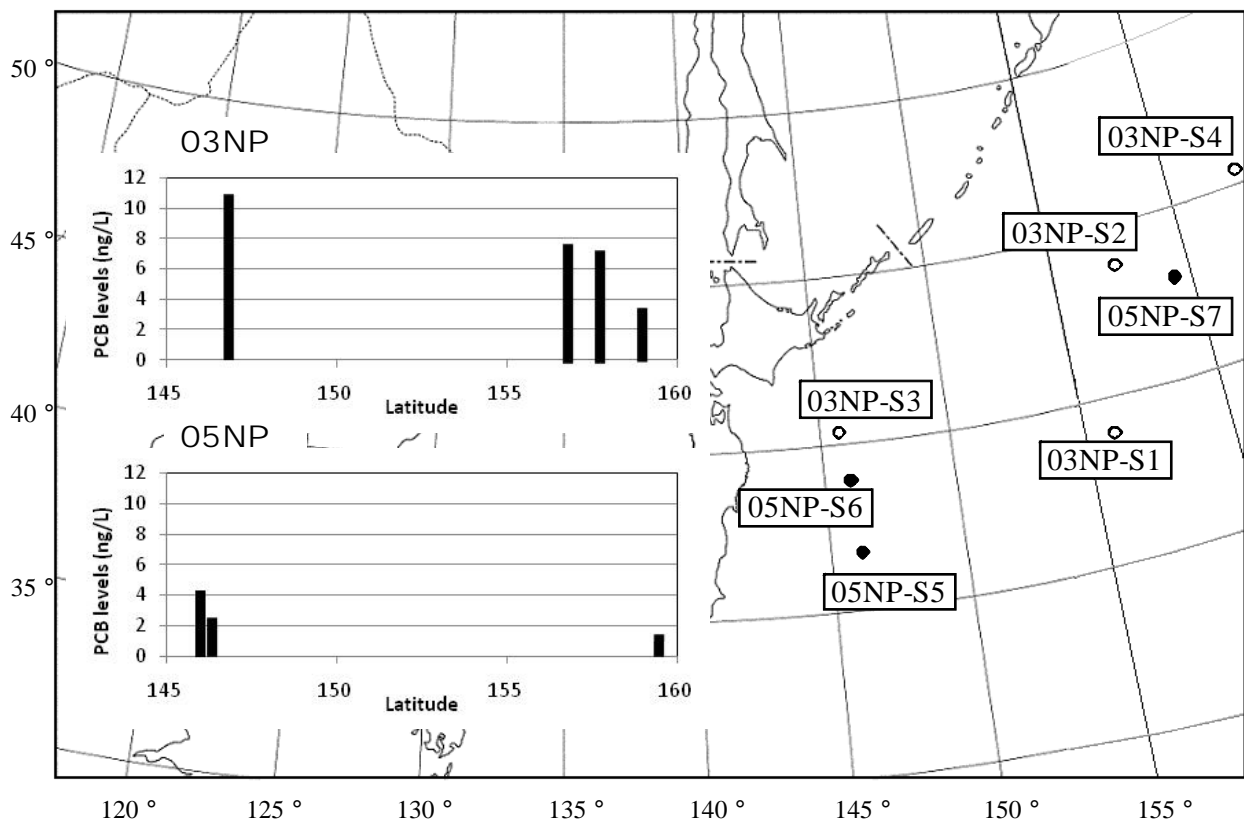 50 °
45 °
40 °
35 °
03NP
PCB levels (ng/L)
12
10
8
6
4
2
0
145 150 155 160
Latitude
05NP
PCB levels (ng/L)
12
10
8
6
4
2
0
145 150 155 160
Latitude
03NP-S4
03NP-S2
05NP-S7
03NP-S3
03NP-S1
05NP-S6
05NP-S5
120 ° 125 ° 130 ° 135 ° 140 ° 145 ° 150 ° 155 °